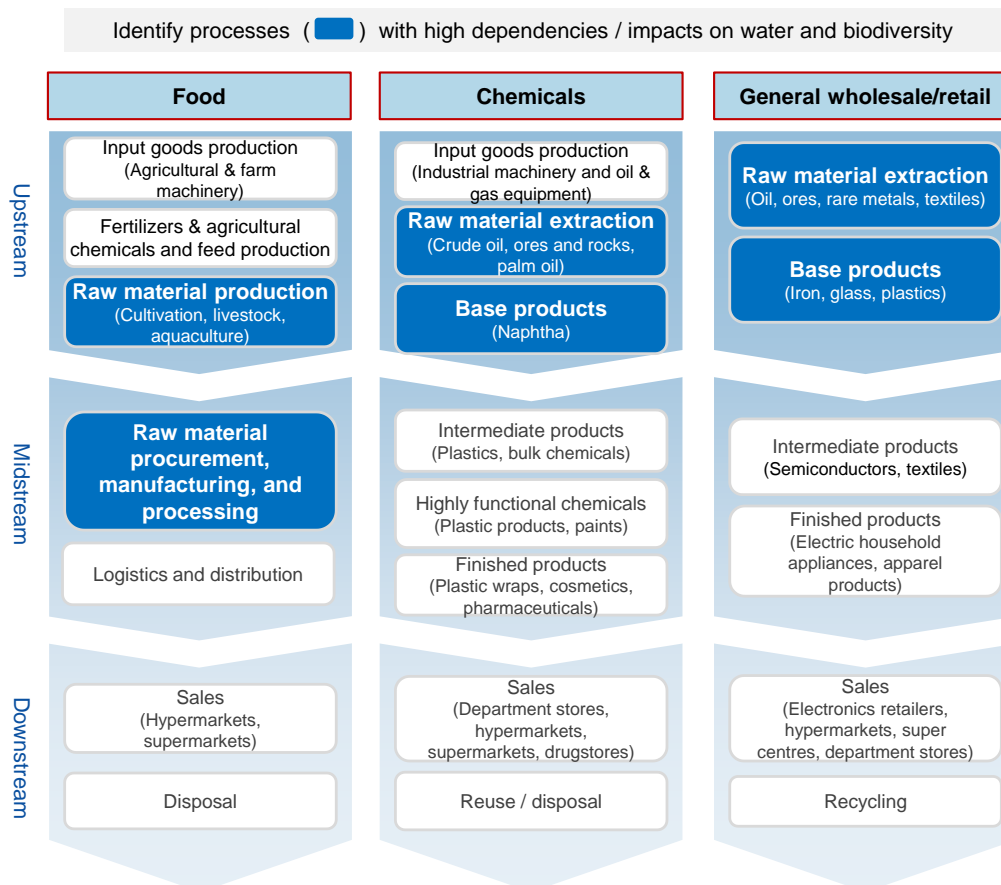 Identify processes ( ) with high dependencies / impacts on water and biodiversity
Food
Chemicals
General wholesale/retail
Upstream
Input goods production
(Agricultural & farm
machinery)
Fertilizers & agricultural
chemicals and feed production
Raw material production
(Cultivation, livestock,
aquaculture)
Input goods production
(Industrial machinery and oil &
gas equipment)
Raw material extraction
(Crude oil, ores and rocks,
palm oil)
Base products
(Naphtha)
Raw material extraction
(Oil, ores, rare metals, textiles)
Base products
(Iron, glass, plastics)
Midstream
Raw material
procurement,
manufacturing, and
processing
Logistics and distribution
Intermediate products
(Plastics, bulk chemicals)
Highly functional chemicals
(Plastic products, paints)
Finished products
(Plastic wraps, cosmetics,
pharmaceuticals)
Intermediate products
(Semiconductors, textiles)
Finished products
(Electric household
appliances, apparel
products)
Downstream
Sales
(Hypermarkets,
supermarkets)
Disposal
Sales
(Department stores,
hypermarkets,
supermarkets, drugstores)
Reuse / disposal
Sales
(Electronics retailers,
hypermarkets, super
centres, department stores)
Recycling